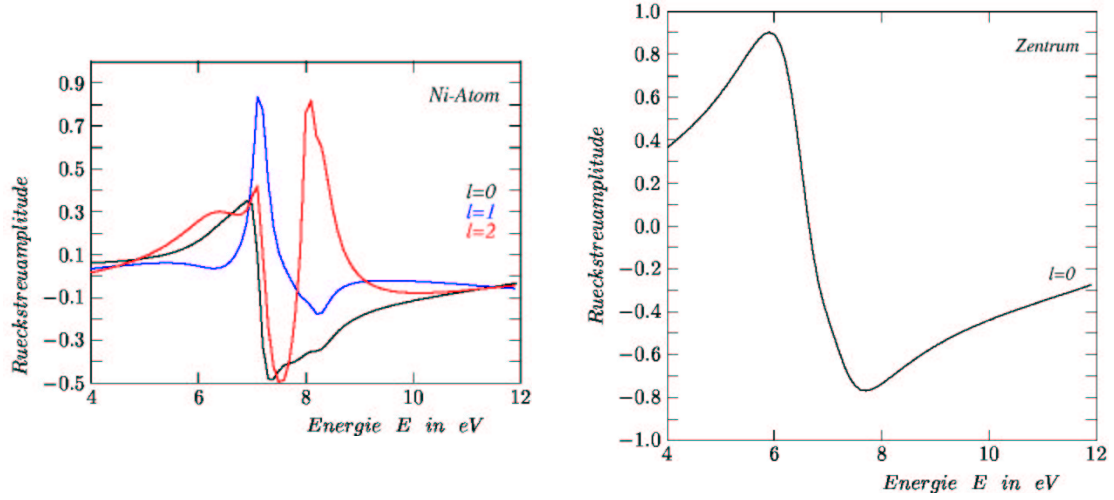 0.9
0.7
0.5
0.3
0.1
−0.1
−0.3
−0.5
4 6 8 10 12
Rueckstreuamplitude
Energie E in eV
Ni-Atom
l=0
l=1
l=2
1.0
0.8
0.6
0.4
0.2
0.0
−0.2
−0.4
−0.6
−0.8
−1.0
4 6 8 10 12
Rueckstreuamplitude
Energie E in eV
Zentrum
l=0